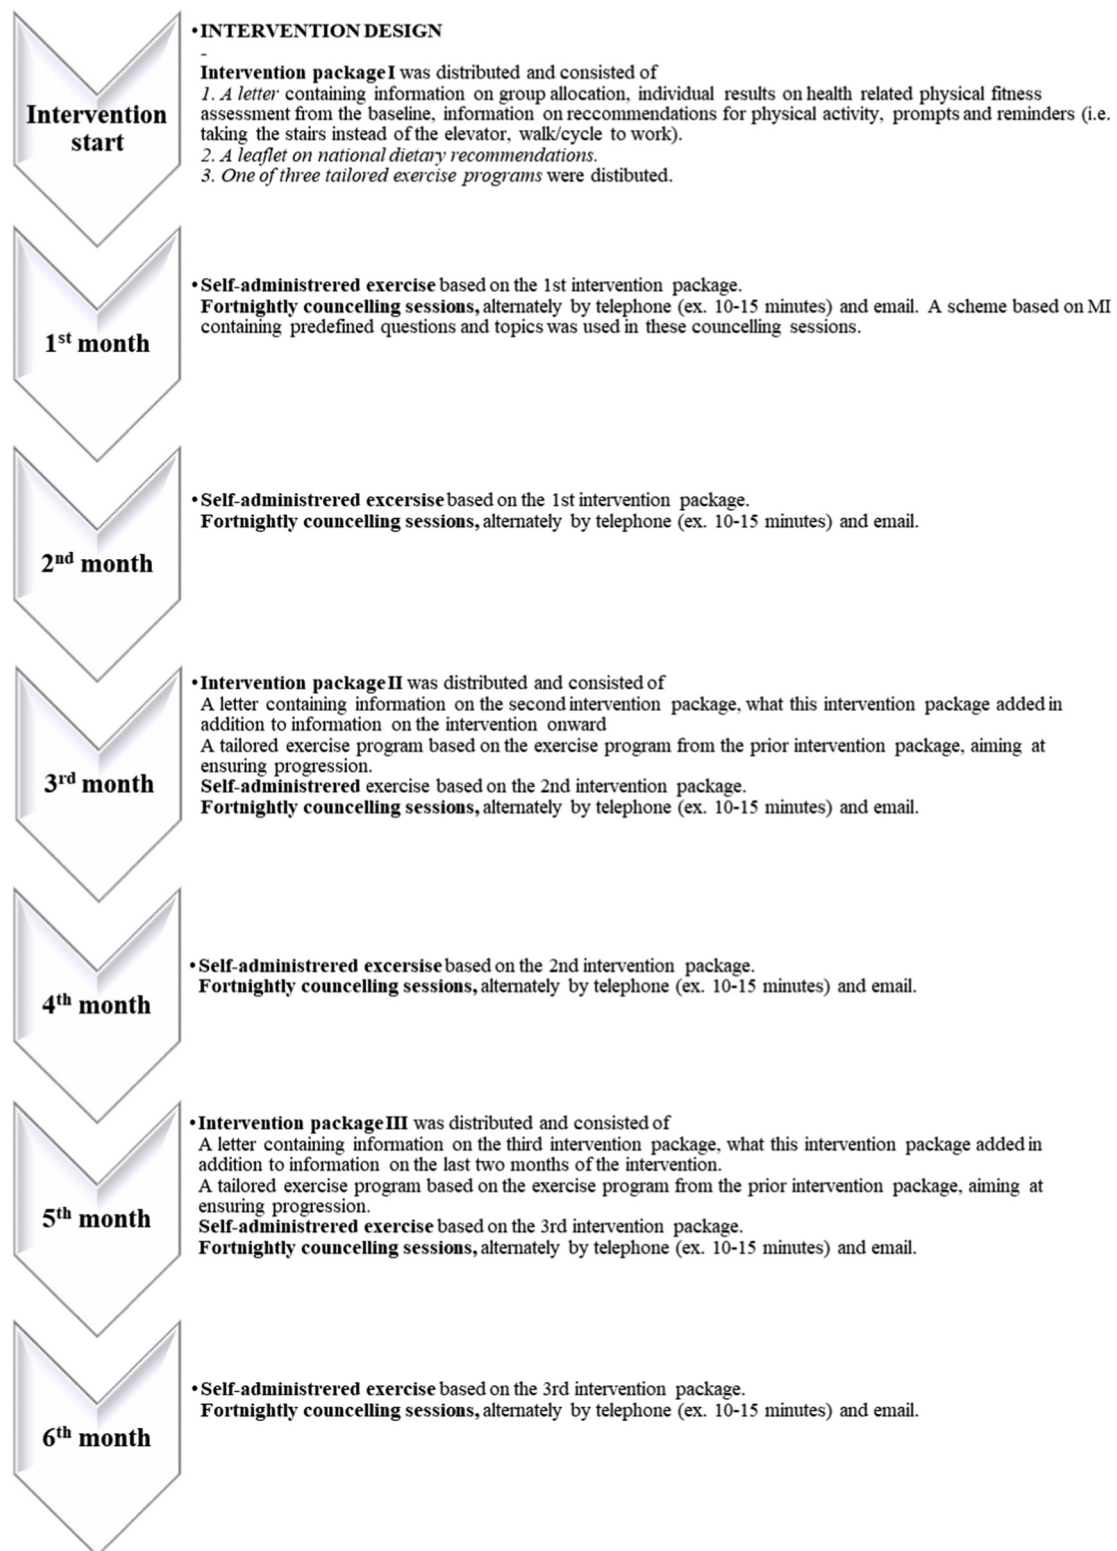 •INTERVENTION DESIGN
-
Intervention package I was distributed and consisted of
1. A letter containing information on group allocation, individual results on health related physical fitness
assessment from the baseline, information on reccommendations for physical activity, prompts and reminders (i.e.
taking the stairs instead of the elevator, walk/cycle to work).
2. A leaflet on national dietary recommendations.
3. One of three tailored exercise programs were distibuted.
Intervention
start
•Self-administrered exercise based on the 1st intervention package.
Fortnightly councelling sessions, alternately by telephone (ex. 10-15 minutes) and email. A scheme based on MI
containing predefined questions and topics was used in these councelling sessions.
1st month
•Self-administrered excersise based on the 1st intervention package.
Fortnightly councelling sessions, alternately by telephone (ex. 10-15 minutes) and email.
2nd month
•Intervention package II was distributed and consisted of
A letter containing information on the second intervention package, what this intervention package added in
addition to information on the intervention onward
A tailored exercise program based on the exercise program from the prior intervention package, aiming at
ensuring progression.
Self-administrered exercise based on the 2nd intervention package.
Fortnightly councelling sessions, alternately by telephone (ex. 10-15 minutes) and email.
3rd month
•Self-administrered excersise based on the 2nd intervention package.
Fortnightly councelling sessions, alternately by telephone (ex. 10-15 minutes) and email.
4th month
•Intervention package III was distributed and consisted of
A letter containing information on the third intervention package, what this intervention package added in
addition to information on the last two months of the intervention.
A tailored exercise program based on the exercise program from the prior intervention package, aiming at
ensuring progression.
Self-administrered exercise based on the 3rd intervention package.
Fortnightly councelling sessions, alternately by telephone (ex. 10-15 minutes) and email.
5th month
•Self-administrered exercise based on the 3rd intervention package.
Fortnightly councelling sessions, alternately by telephone (ex. 10-15 minutes) and email.
6th month